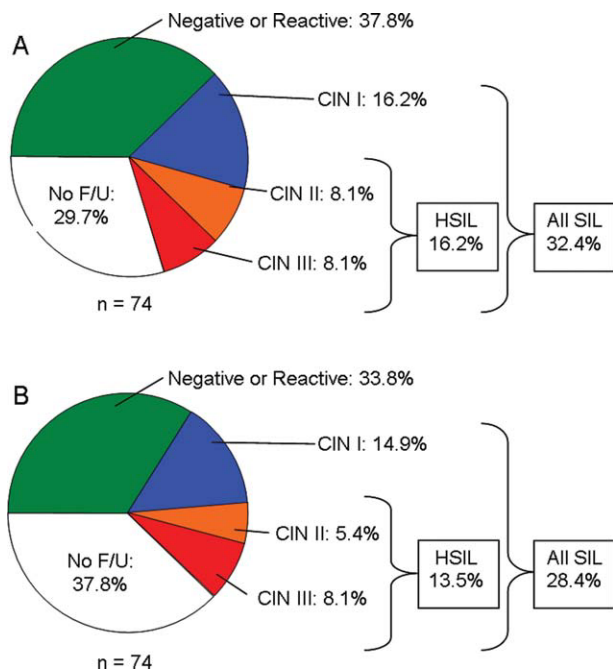 A
Negative or Reactive: 37.8%
CIN I: 16.2%
CIN II: 8.1%
CIN III: 8.1%
No F/U:
29.7%
HSIL
16.2%
All SIL
32.4%
n = 74
B
Negative or Reactive: 33.8%
CIN I: 14.9%
CIN II: 5.4%
CIN III: 8.1%
No F/U:
37.8%
HSIL
13.5%
All SIL
28.4%
n = 74